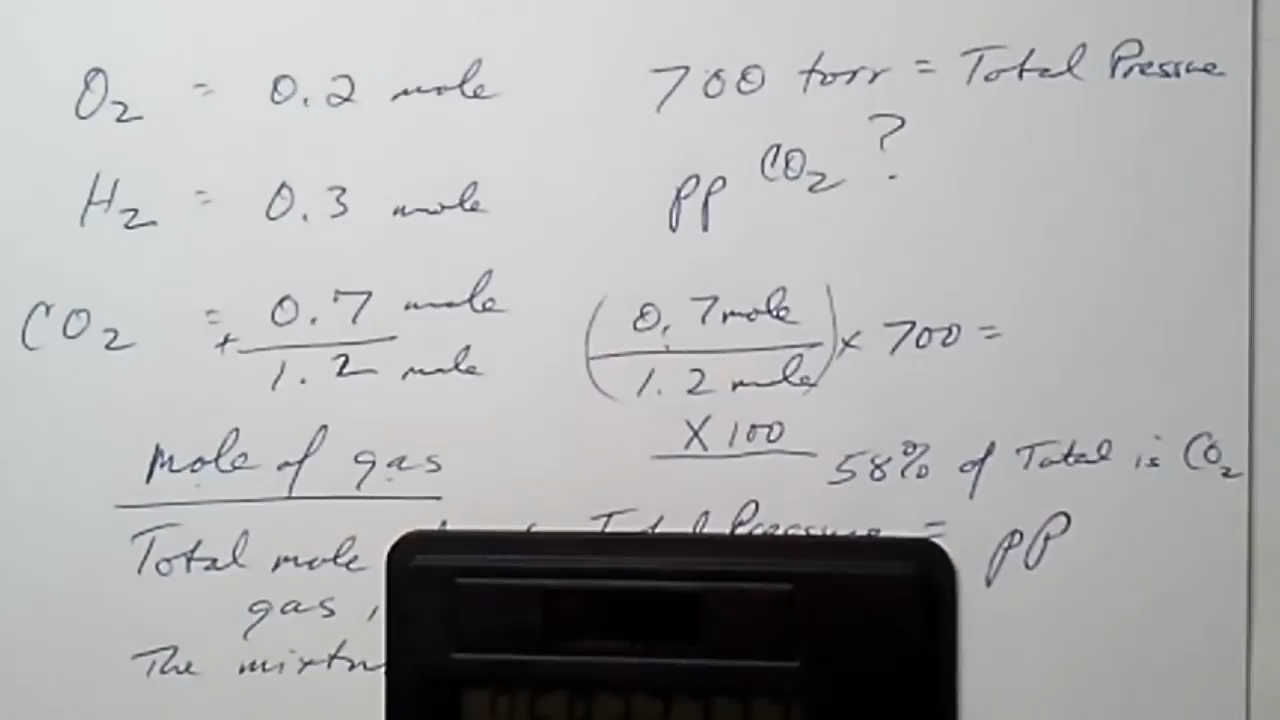 O2 = 0.2 mole
H2 = 0.3 mole
CO2 = 0.7 mole
+
1.2 mole
mole of gas
Total mole
gas
The
700 torr = Total Pressure
PP CO2 ?
(0.7 mole
1.2 mole) x 700 =
X 100
58% of Total is CO2
Total Pressure = PP